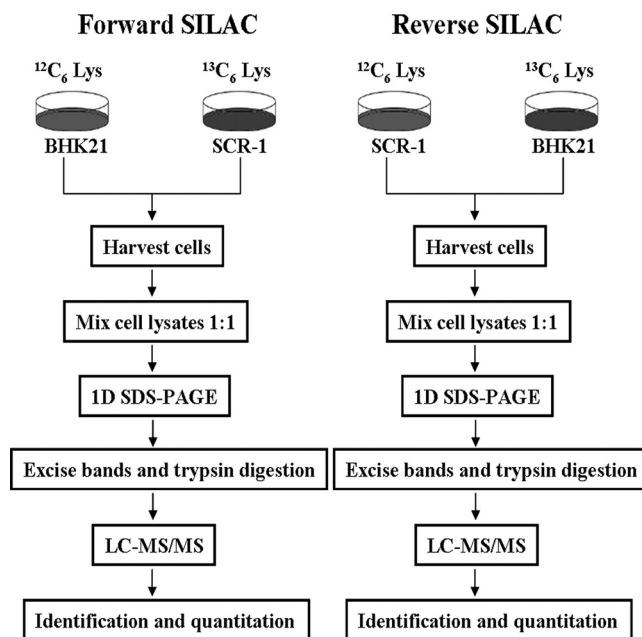 Forward SILAC
¹²C₆ Lys
¹³C₆ Lys
BHK21
SCR-1
Harvest cells
Mix cell lysates 1:1
1D SDS-PAGE
Excise bands and trypsin digestion
LC-MS/MS
Identification and quantitation
Reverse SILAC
¹²C₆ Lys
¹³C₆ Lys
SCR-1
BHK21
Harvest cells
Mix cell lysates 1:1
1D SDS-PAGE
Excise bands and trypsin digestion
LC-MS/MS
Identification and quantitation